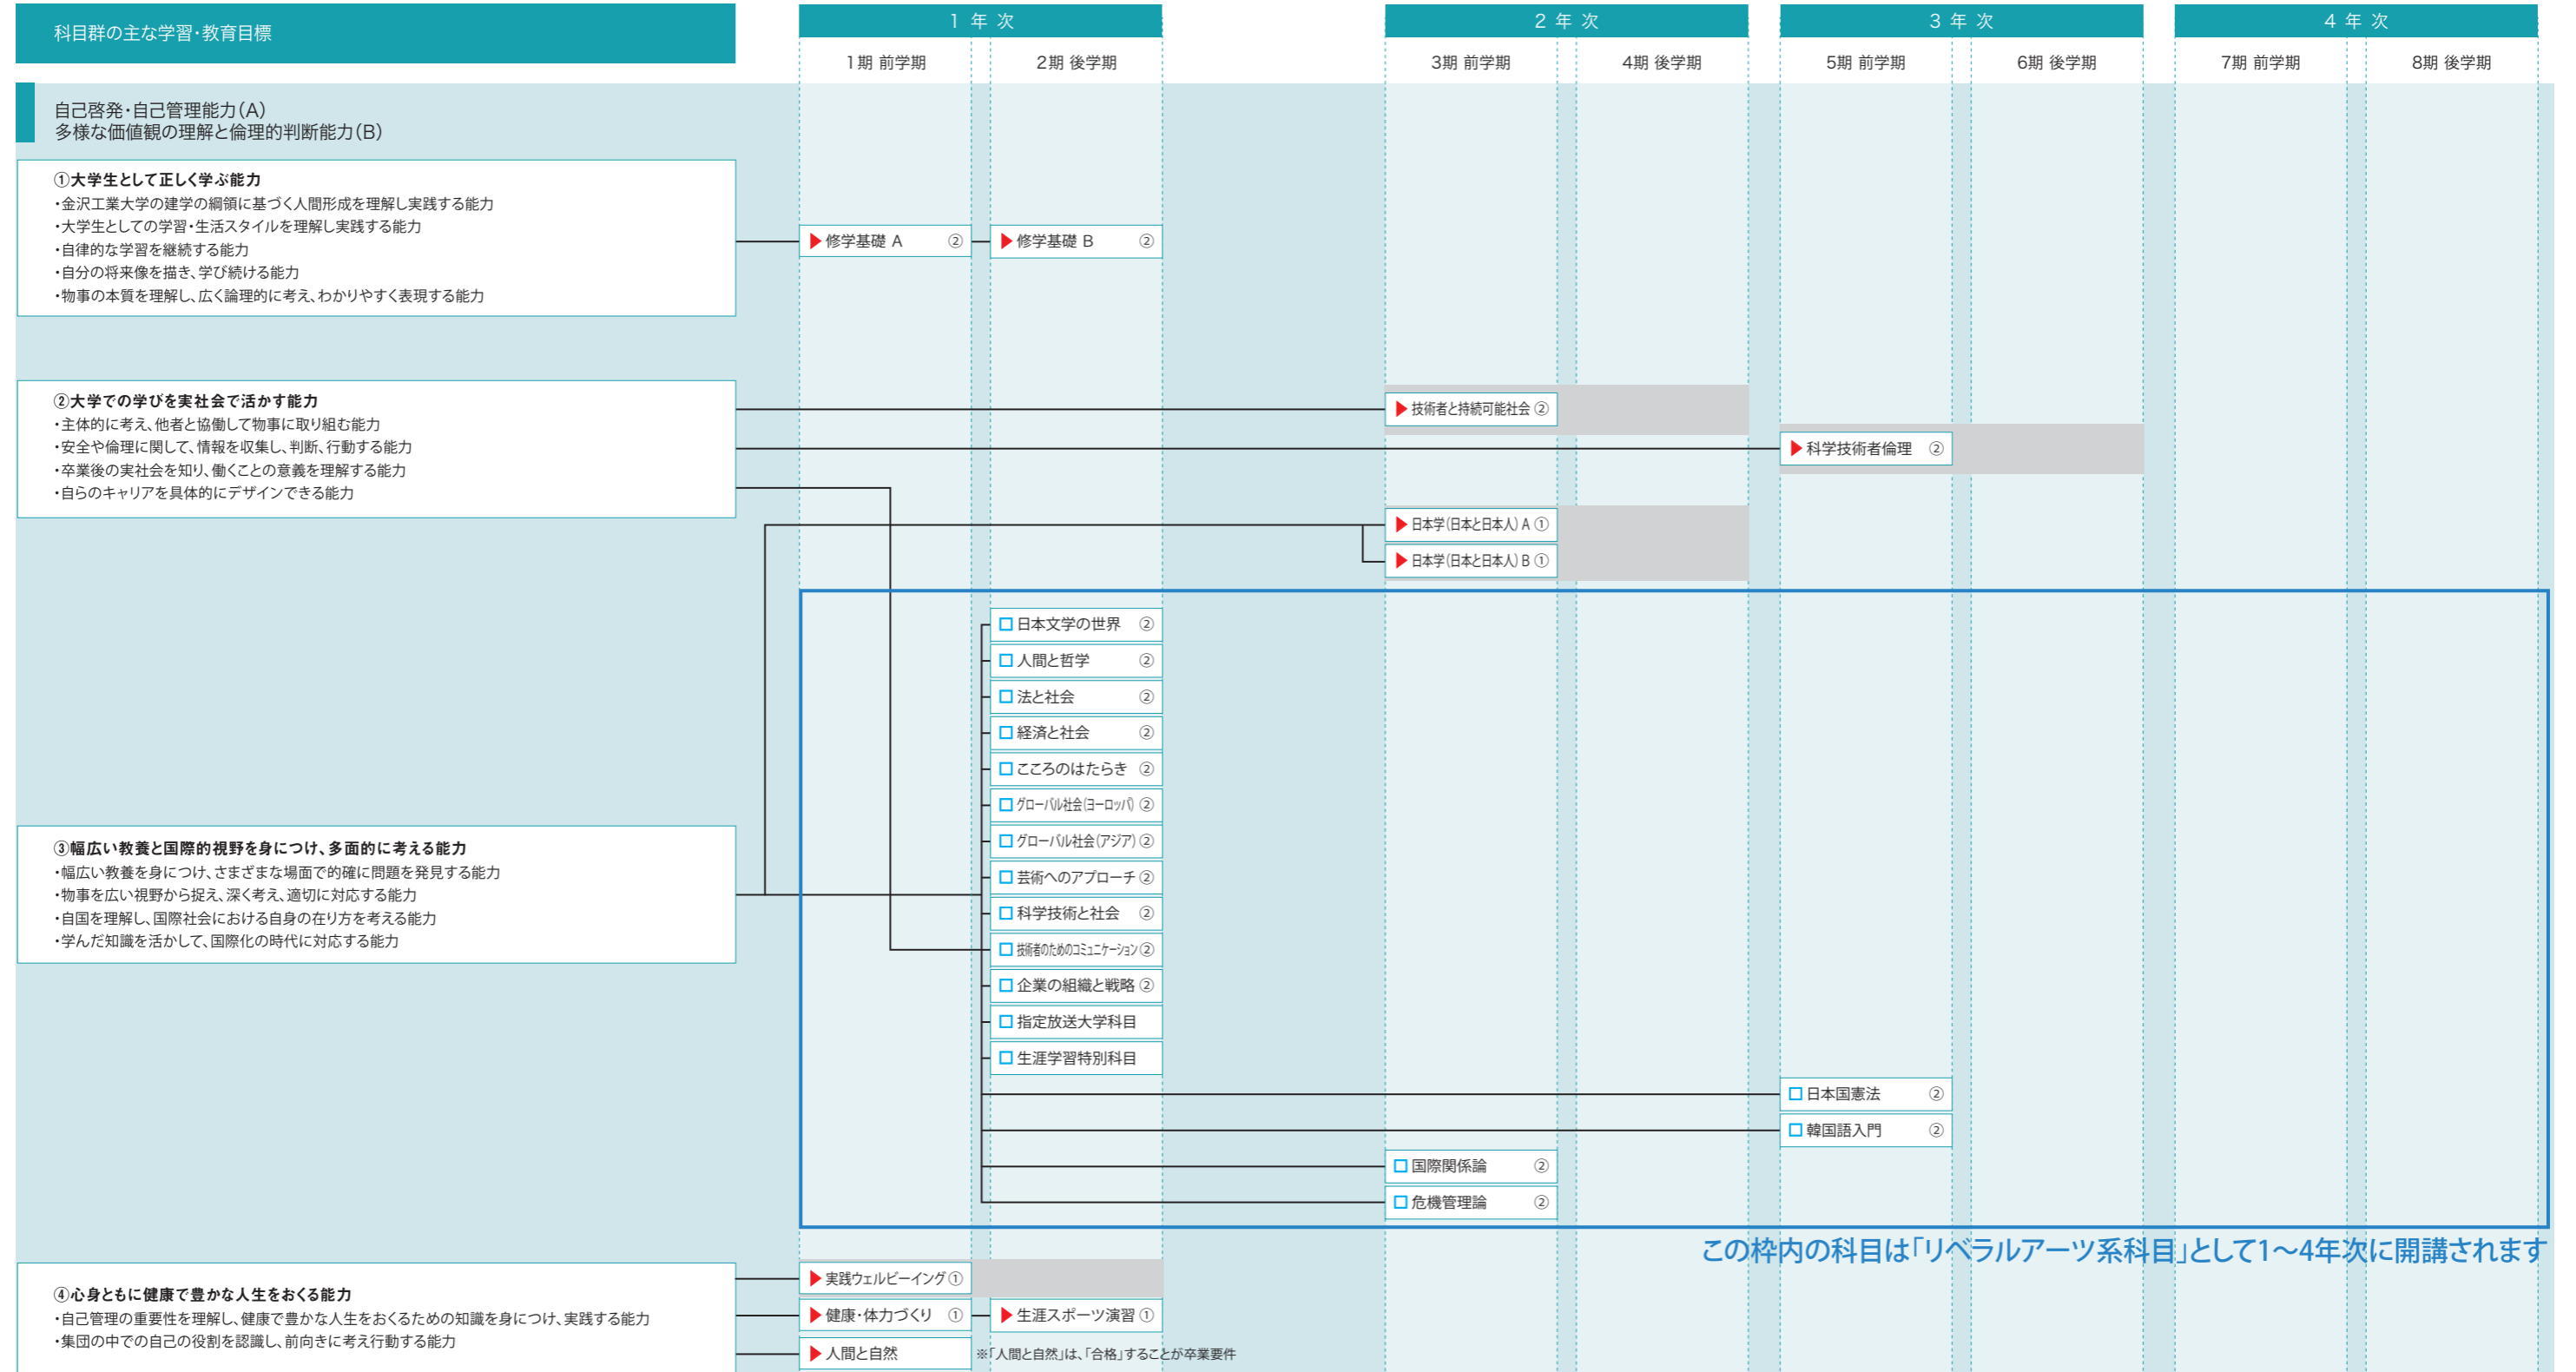 科目群の主な学習・教育目標
1 年 次
2 年 次
3 年 次
4 年 次
1期 前学期
2期 後学期
3期 前学期
4期 後学期
5期 前学期
6期 後学期
7期 前学期
8期 後学期
自己啓発・自己管理能力(A)
多様な価値観の理解と倫理的判断能力(B)
①大学生として正しく学ぶ能力
・金沢工業大学の建学の綱領に基づく人間形成を理解し実践する能力
・大学生としての学習・生活スタイルを理解し実践する能力
・自律的な学習を継続する能力
・自分の将来像を描き、学び続ける能力
・物事の本質を理解し、広く論理的に考え、わかりやすく表現する能力
▶修学基礎 A ②
▶修学基礎 B ②
②大学での学びを実社会で活かす能力
・主体的に考え、他者と協働して物事に取り組む能力
・安全や倫理に関して、情報を収集し、判断、行動する能力
・卒業後の実社会を知り、働くことの意義を理解する能力
・自らのキャリアを具体的にデザインできる能力
▶技術者と持続可能社会 ②
▶科学技術者倫理 ②
▶日本学(日本と日本人) A ①
▶日本学(日本と日本人) B ①
□日本文学の世界 ②
□人間と哲学 ②
□法と社会 ②
□経済と社会 ②
□こころのはたらき ②
□グローバル社会(ヨーロッパ) ②
□グローバル社会(アジア) ②
□芸術へのアプローチ ②
□科学技術と社会 ②
□技術者のためのコミュニケーション ②
□企業の組織と戦略 ②
□指定放送大学科目
□生涯学習特別科目
③幅広い教養と国際的視野を身につけ、多面的に考える能力
・幅広い教養を身につけ、さまざまな場面で的確に問題を発見する能力
・物事を広い視野から捉え、深く考え、適切に対応する能力
・自国を理解し、国際社会における自身の在り方を考える能力
・学んだ知識を活かして、国際化の時代に対応する能力
□日本国憲法 ②
□韓国語入門 ②
□国際関係論 ②
□危機管理論 ②
この枠内の科目は「リベラルアーツ系科目」として1～4年次に開講されます
④心身ともに健康で豊かな人生をおくる能力
・自己管理の重要性を理解し、健康で豊かな人生をおくるための知識を身につけ、実践する能力
・集団の中での自己の役割を認識し、前向きに考え行動する能力
▶実践ウェルビーイング ①
▶健康・体力づくり ①
▶生涯スポーツ演習 ①
▶人間と自然
※「人間と自然」は、「合格」することが卒業要件